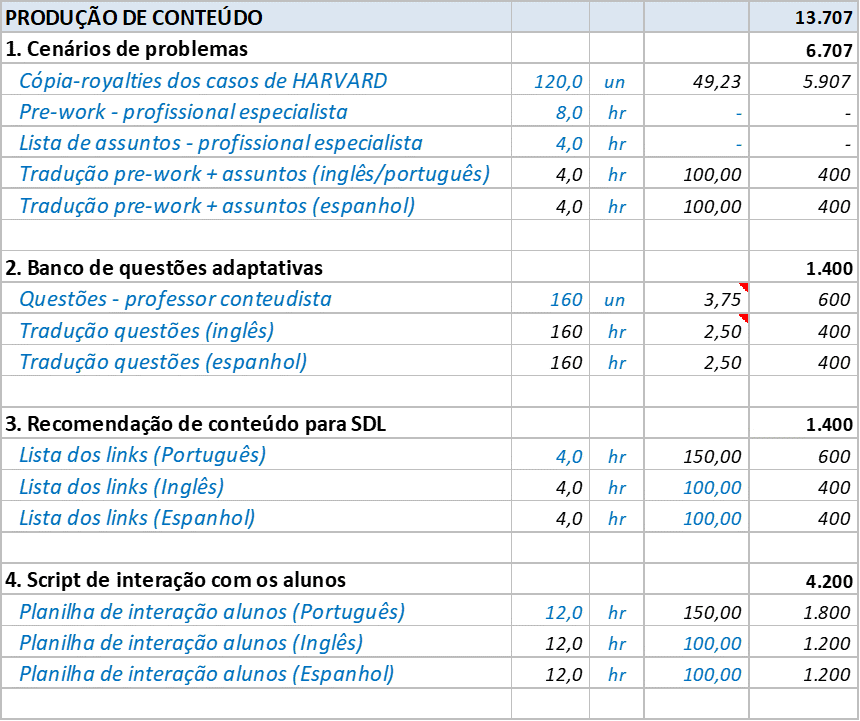 PRODUÇÃO DE CONTEÚDO 13.707
1. Cenários de problemas 6.707
Cópia-royalties dos casos de HARVARD 120,0 un 49,23 5.907
Pre-work - profissional especialista 8,0 hr - -
Lista de assuntos - profissional especialista 4,0 hr - -
Tradução pre-work + assuntos (inglês/português) 4,0 hr 100,00 400
Tradução pre-work + assuntos (espanhol) 4,0 hr 100,00 400
2. Banco de questões adaptativas 1.400
Questões - professor conteudista 160 un 3,75 600
Tradução questões (inglês) 160 hr 2,50 400
Tradução questões (espanhol) 160 hr 2,50 400
3. Recomendação de conteúdo para SDL 1.400
Lista dos links (Português) 4,0 hr 150,00 600
Lista dos links (Inglês) 4,0 hr 100,00 400
Lista dos links (Espanhol) 4,0 hr 100,00 400
4. Script de interação com os alunos 4.200
Planilha de interação alunos (Português) 12,0 hr 150,00 1.800
Planilha de interação alunos (Inglês) 12,0 hr 100,00 1.200
Planilha de interação alunos (Espanhol) 12,0 hr 100,00 1.200